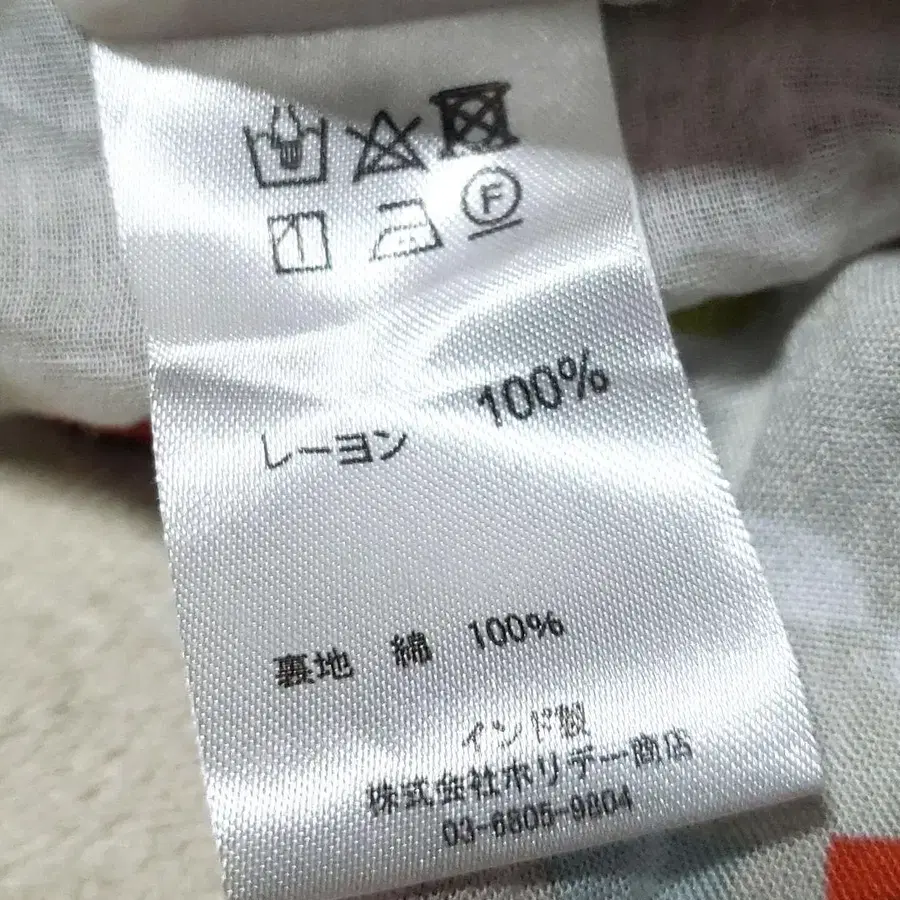 F
レーヨン 100%
裏地 綿 100%
インド製
株式会社ホリデー商店
03-6805-9804